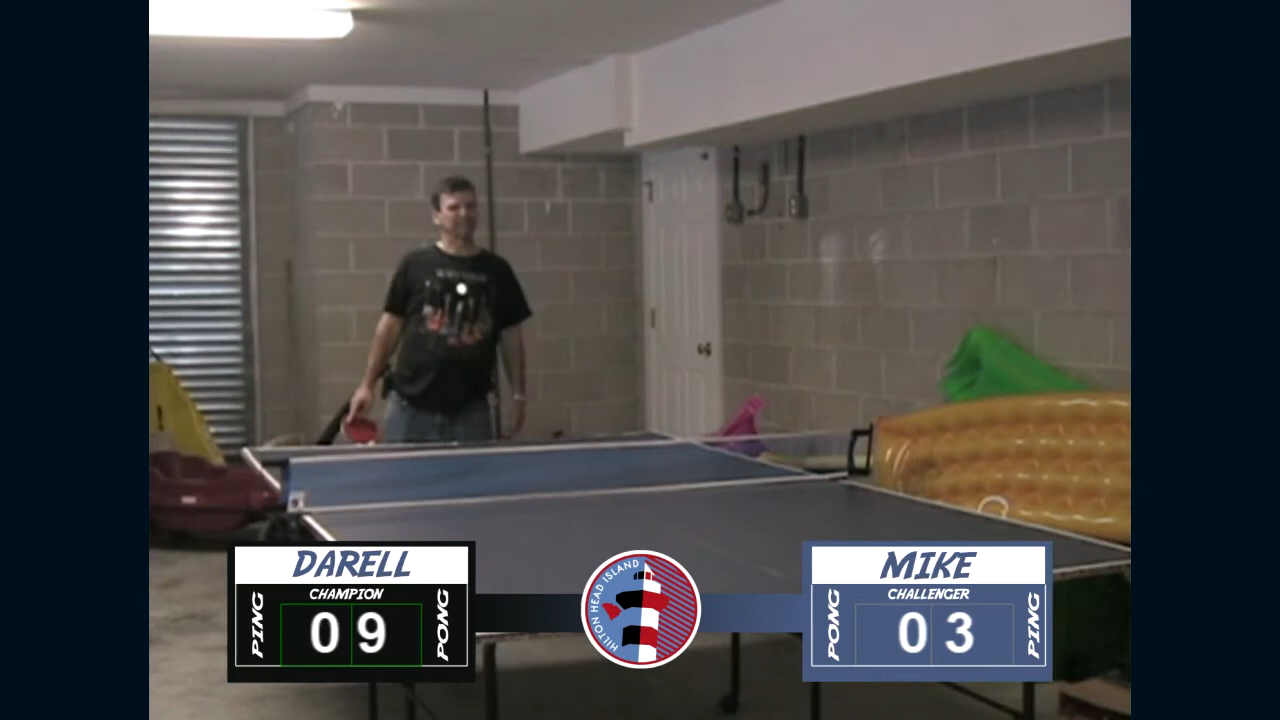 DARELL
CHAMPION
PING
09
PONG
HILTON HEAD ISLAND
MIKE
CHALLENGER
PONG
03
PING